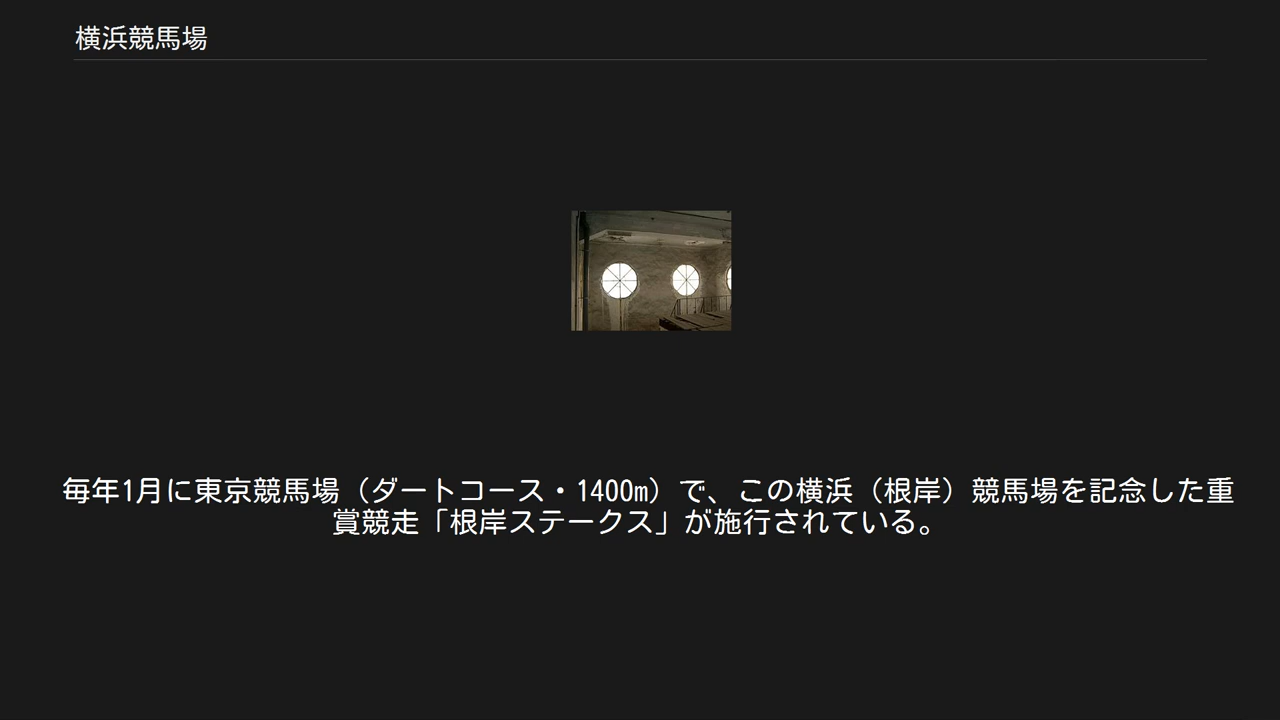 横浜競馬場
毎年1月に東京競馬場（ダートコース・1400m）で、この横浜（根岸）競馬場を記念した重
賞競走「根岸ステークス」が施行されている。